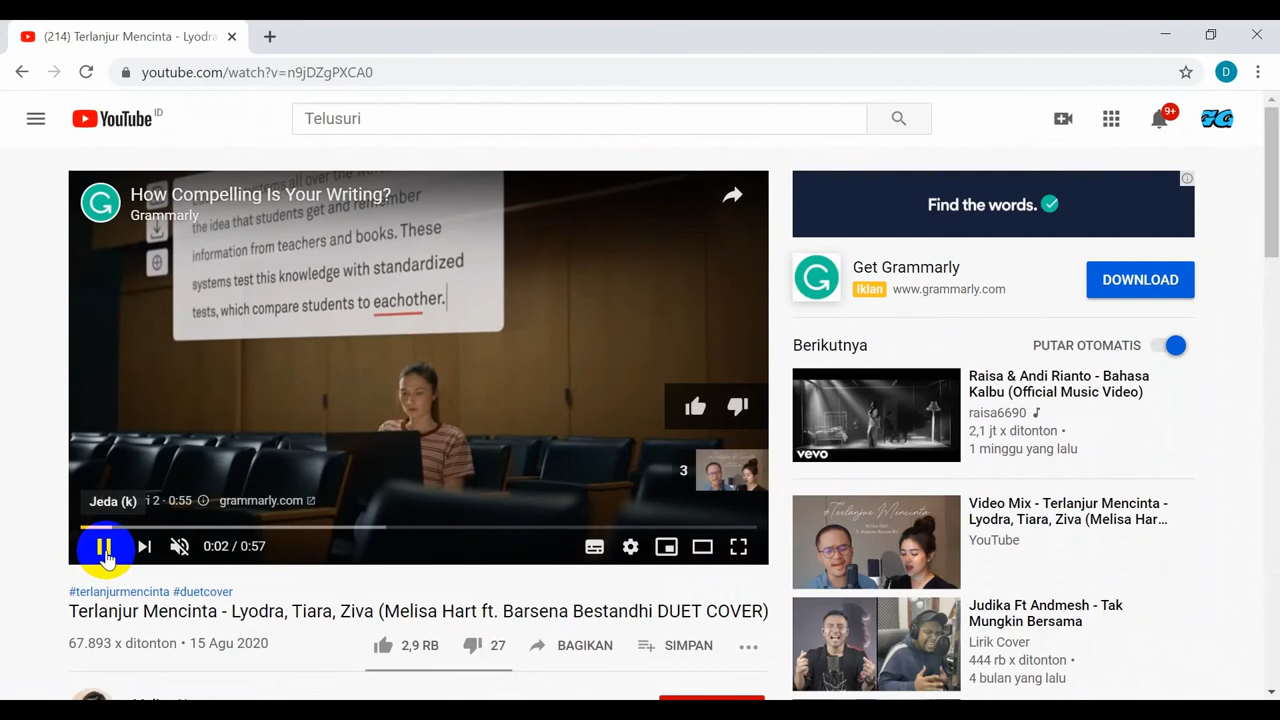 (214) Terlanjur Mencinta - Lyodra
youtube.com/watch?v=n9jDZgPXCA0
D
YouTube ID
Telusuri
9+
How Compelling Is Your Writing?
Grammarly
the idea that students get and remember
information from teachers and books. These
systems test this knowledge with standardized
tests, which compare students to eachother.
3
Jeda (k)
2 · 0:55
grammarly.com
0:02 / 0:57
#terlanjurmencinta #duetcover
Terlanjur Mencinta - Lyodra, Tiara, Ziva (Melisa Hart ft. Barsena Bestandhi DUET COVER)
67.893 x ditonton • 15 Agu 2020
2,9 RB
27
BAGIKAN
SIMPAN
Find the words.
Get Grammarly
Iklan www.grammarly.com
DOWNLOAD
Berikutnya
PUTAR OTOMATIS
vevo
Raisa & Andi Rianto - Bahasa
Kalbu (Official Music Video)
raisa6690
2,1 jt x ditonton •
1 minggu yang lalu
Terlanjur Mencinta
Video Mix - Terlanjur Mencinta -
Lyodra, Tiara, Ziva (Melisa Har...
YouTube
Judika Ft Andmesh - Tak
Mungkin Bersama
Lirik Cover
444 rb x ditonton •
4 bulan yang lalu